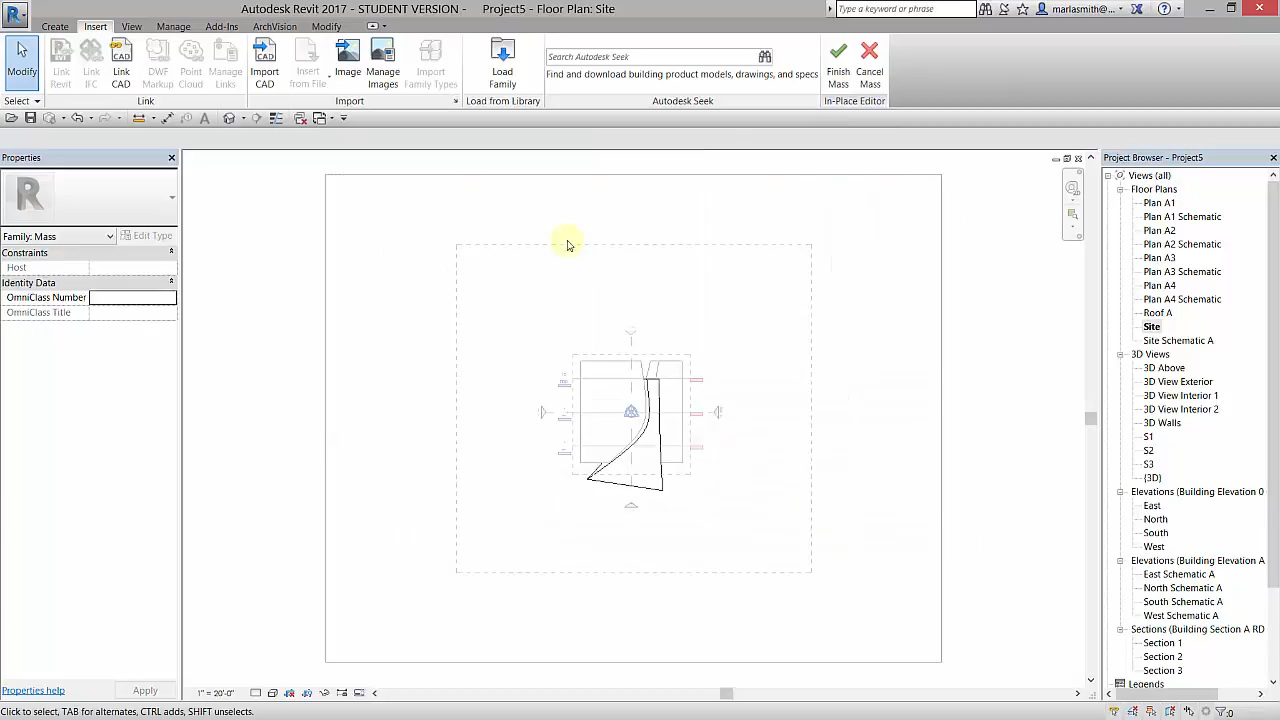 Autodesk Revit 2017 - STUDENT VERSION - Project5 - Floor Plan: Site
Type a keyword or phrase
marlasmith@...
Create Insert View Manage Add-Ins ArchVision Modify
Modify
Link Revit
Link IFC
Link CAD
DWF Markup
Point Cloud
Manage Links
Import CAD
Insert from File
Image
Manage Images
Import Family Types
Load Family
Search Autodesk Seek
Find and download building product models, drawings, and specs
Finish Mass
Cancel Mass
Select Link Import Load from Library Autodesk Seek In-Place Editor
Properties
Family: Mass
Edit Type
Constraints
Host
Identity Data
OmniClass Number
OmniClass Title
Properties help
Apply
Project Browser - Project5
Views (all)
Floor Plans
Plan A1
Plan A1 Schematic
Plan A2
Plan A2 Schematic
Plan A3
Plan A3 Schematic
Plan A4
Plan A4 Schematic
Roof A
Site
Site Schematic A
3D Views
3D Above
3D View Exterior
3D View Interior 1
3D View Interior 2
3D Walls
S1
S2
S3
{3D}
Elevations (Building Elevation 0
East
North
South
West
Elevations (Building Elevation A
East Schematic A
North Schematic A
South Schematic A
West Schematic A
Sections (Building Section A RD
Section 1
Section 2
Section 3
Legends
1" = 20'-0"
Click to select, TAB for alternates, CTRL adds, SHIFT unselects.
:0